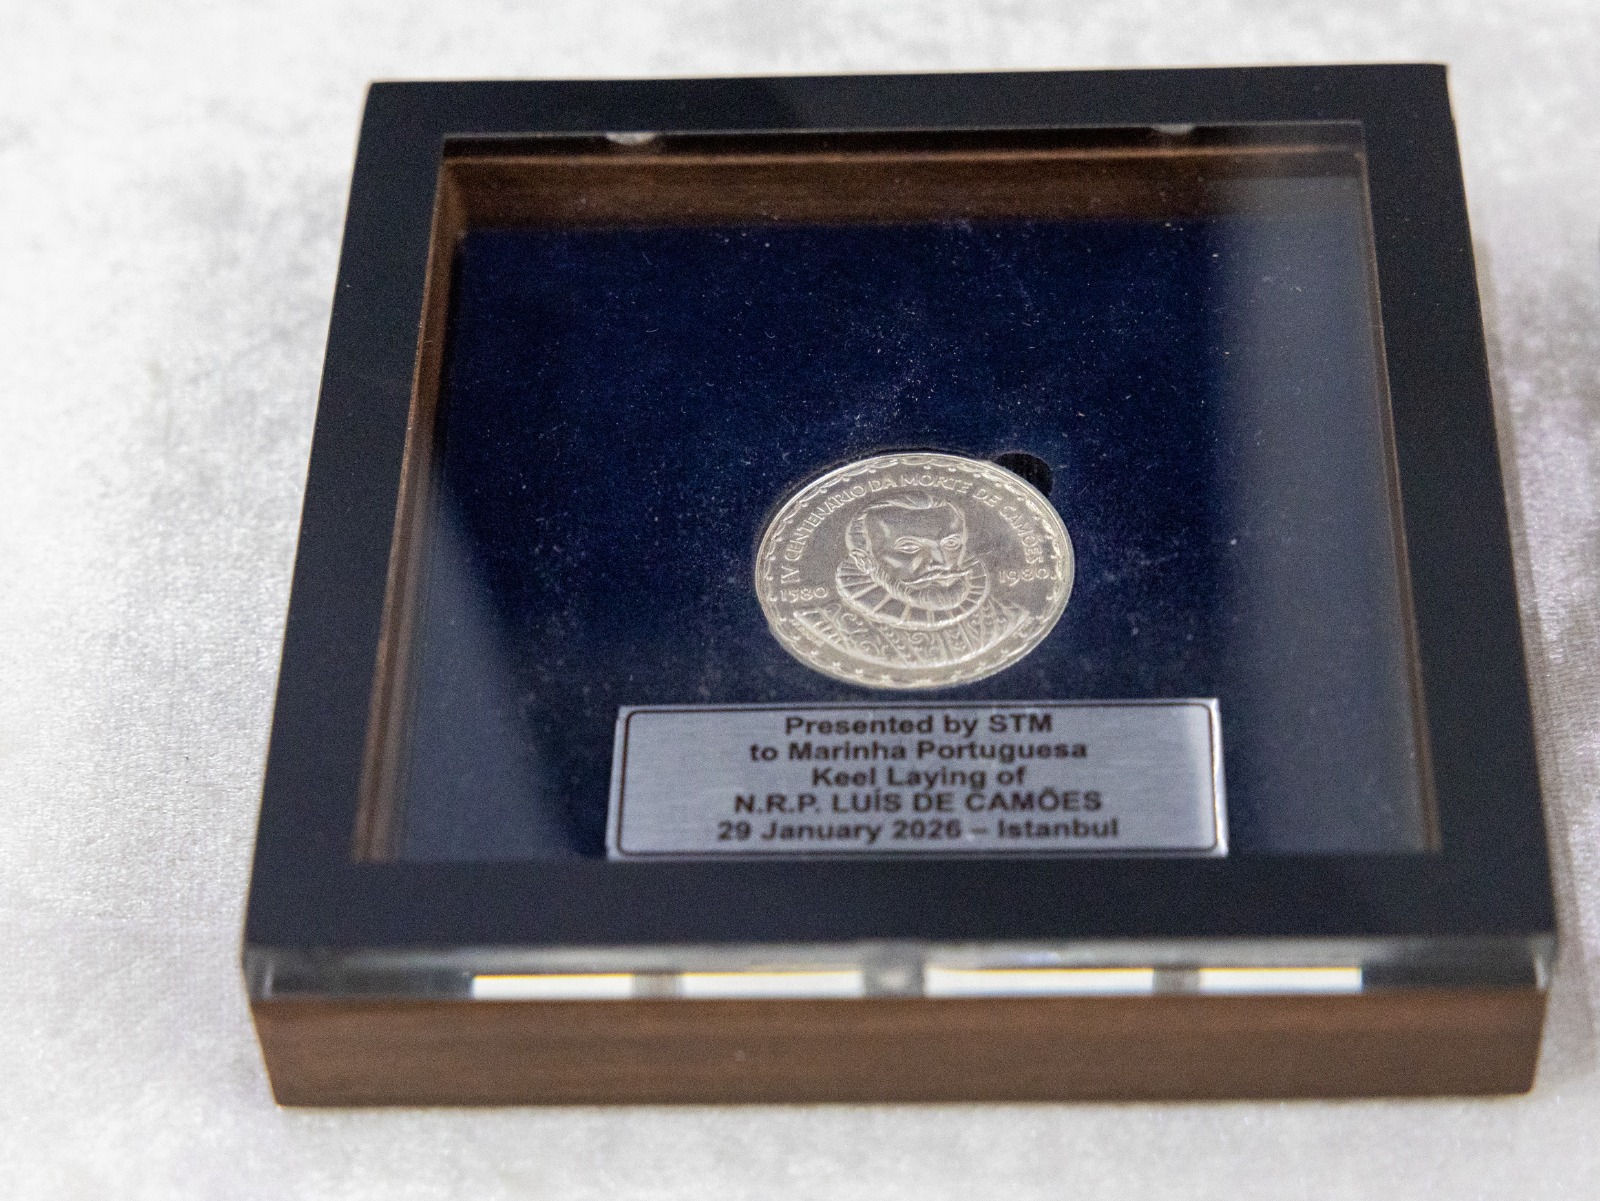 IV CENTENÁRIO DA MORTE DE CAMÕES
1580
1980
Presented by STM
to Marinha Portuguesa
Keel Laying of
N.R.P. LUÍS DE CAMÕES
29 January 2026 – Istanbul